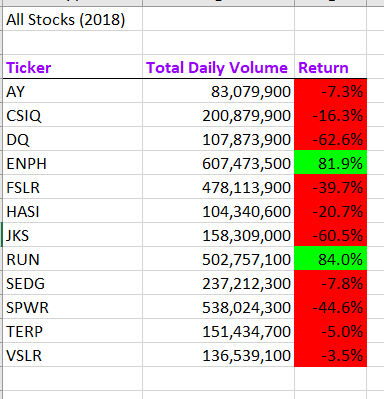 All Stocks (2018)
Ticker Total Daily Volume Return
AY 83,079,900 -7.3%
CSIQ 200,879,900 -16.3%
DQ 107,873,900 -62.6%
ENPH 607,473,500 81.9%
FSLR 478,113,900 -39.7%
HASI 104,340,600 -20.7%
JKS 158,309,000 -60.5%
RUN 502,757,100 84.0%
SEDG 237,212,300 -7.8%
SPWR 538,024,300 -44.6%
TERP 151,434,700 -5.0%
VSLR 136,539,100 -3.5%